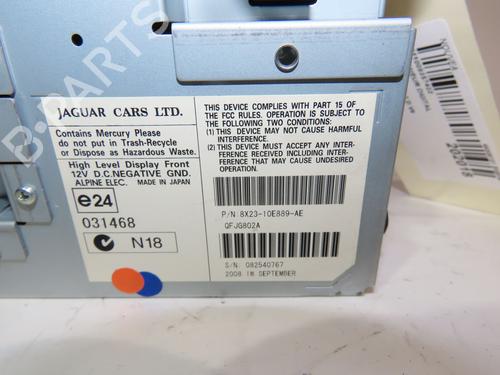 JAGUAR CARS LTD.
Contains Mercury Please
do not put in Trash-Recycle
or Dispose as Hazardous Waste.
High Level Display Front
12V D.C.NEGATIVE GND.
ALPINE ELEC. MADE IN JAPAN
e24
031468
N18
THIS DEVICE COMPLIES WITH PART 15 OF
THE FCC RULES. OPERATION IS SUBJECT TO
THE FOLLOWING TWO CONDITIONS:
(1) THIS DEVICE MAY NOT CAUSE HARMFUL
INTERFERENCE.
(2) THIS DEVICE MUST ACCEPT ANY INTER-
FERENCE RECEIVED INCLUDING INTER-
FERENCE THAT MAY CAUSE UNDESIRED
OPERATION.
P/N 8X23-10E889-AE
QFJG802A
S/N. 082540767
2008 IM SEPTEMBER
B-PARTS